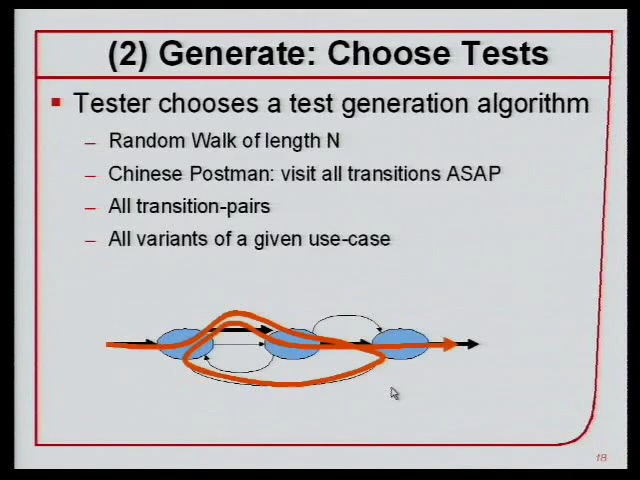 (2) Generate: Choose Tests
Tester chooses a test generation algorithm
– Random Walk of length N
– Chinese Postman: visit all transitions ASAP
– All transition-pairs
– All variants of a given use-case
18